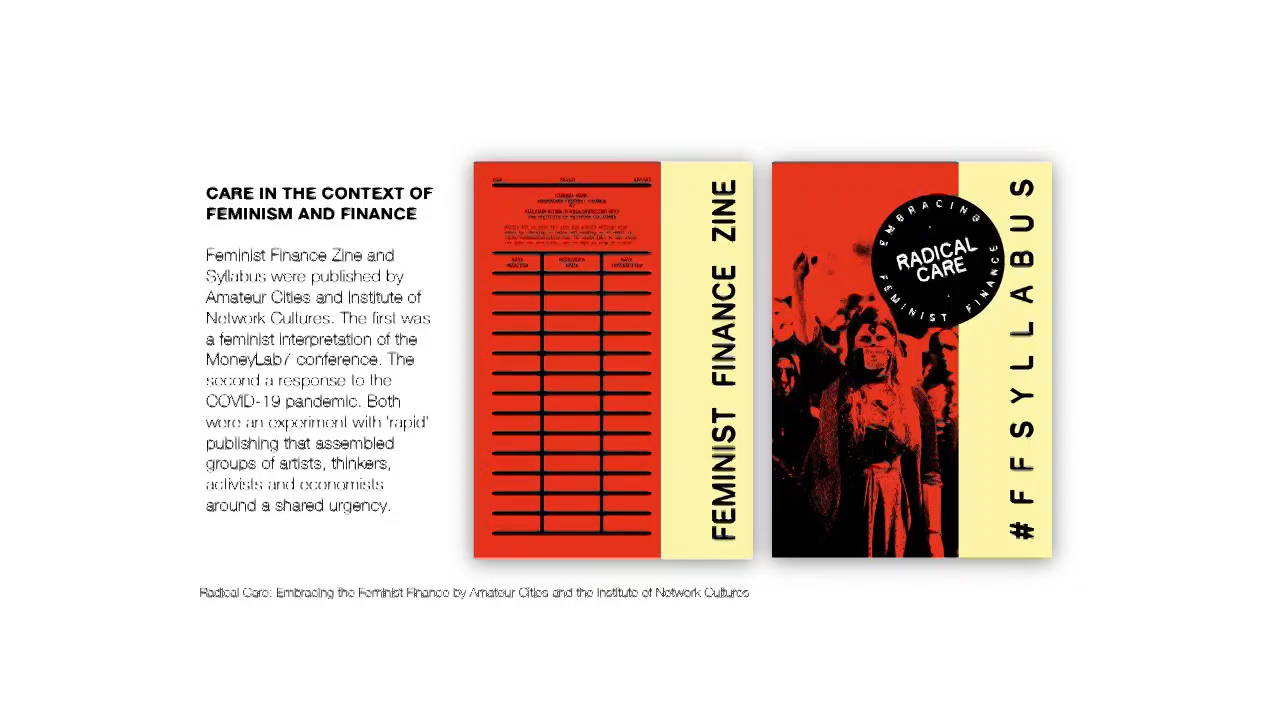 CARE IN THE CONTEXT OF
FEMINISM AND FINANCE
Feminist Finance Zine and
Syllabus were published by
Amateur Cities and Institute of
Network Cultures. The first was
a feminist interpretation of the
MoneyLab7 conference. The
second a response to the
COVID-19 pandemic. Both
were an experiment with 'rapid'
publishing that assembled
groups of artists, thinkers,
activists and economists
around a shared urgency.
FEMINIST FINANCE ZINE
EMBRACING
RADICAL
CARE
FEMINIST FINANCE
#FFSYLLABUS
Radical Care: Embracing the Feminist Finance by Amateur Cities and the Institute of Network Cultures